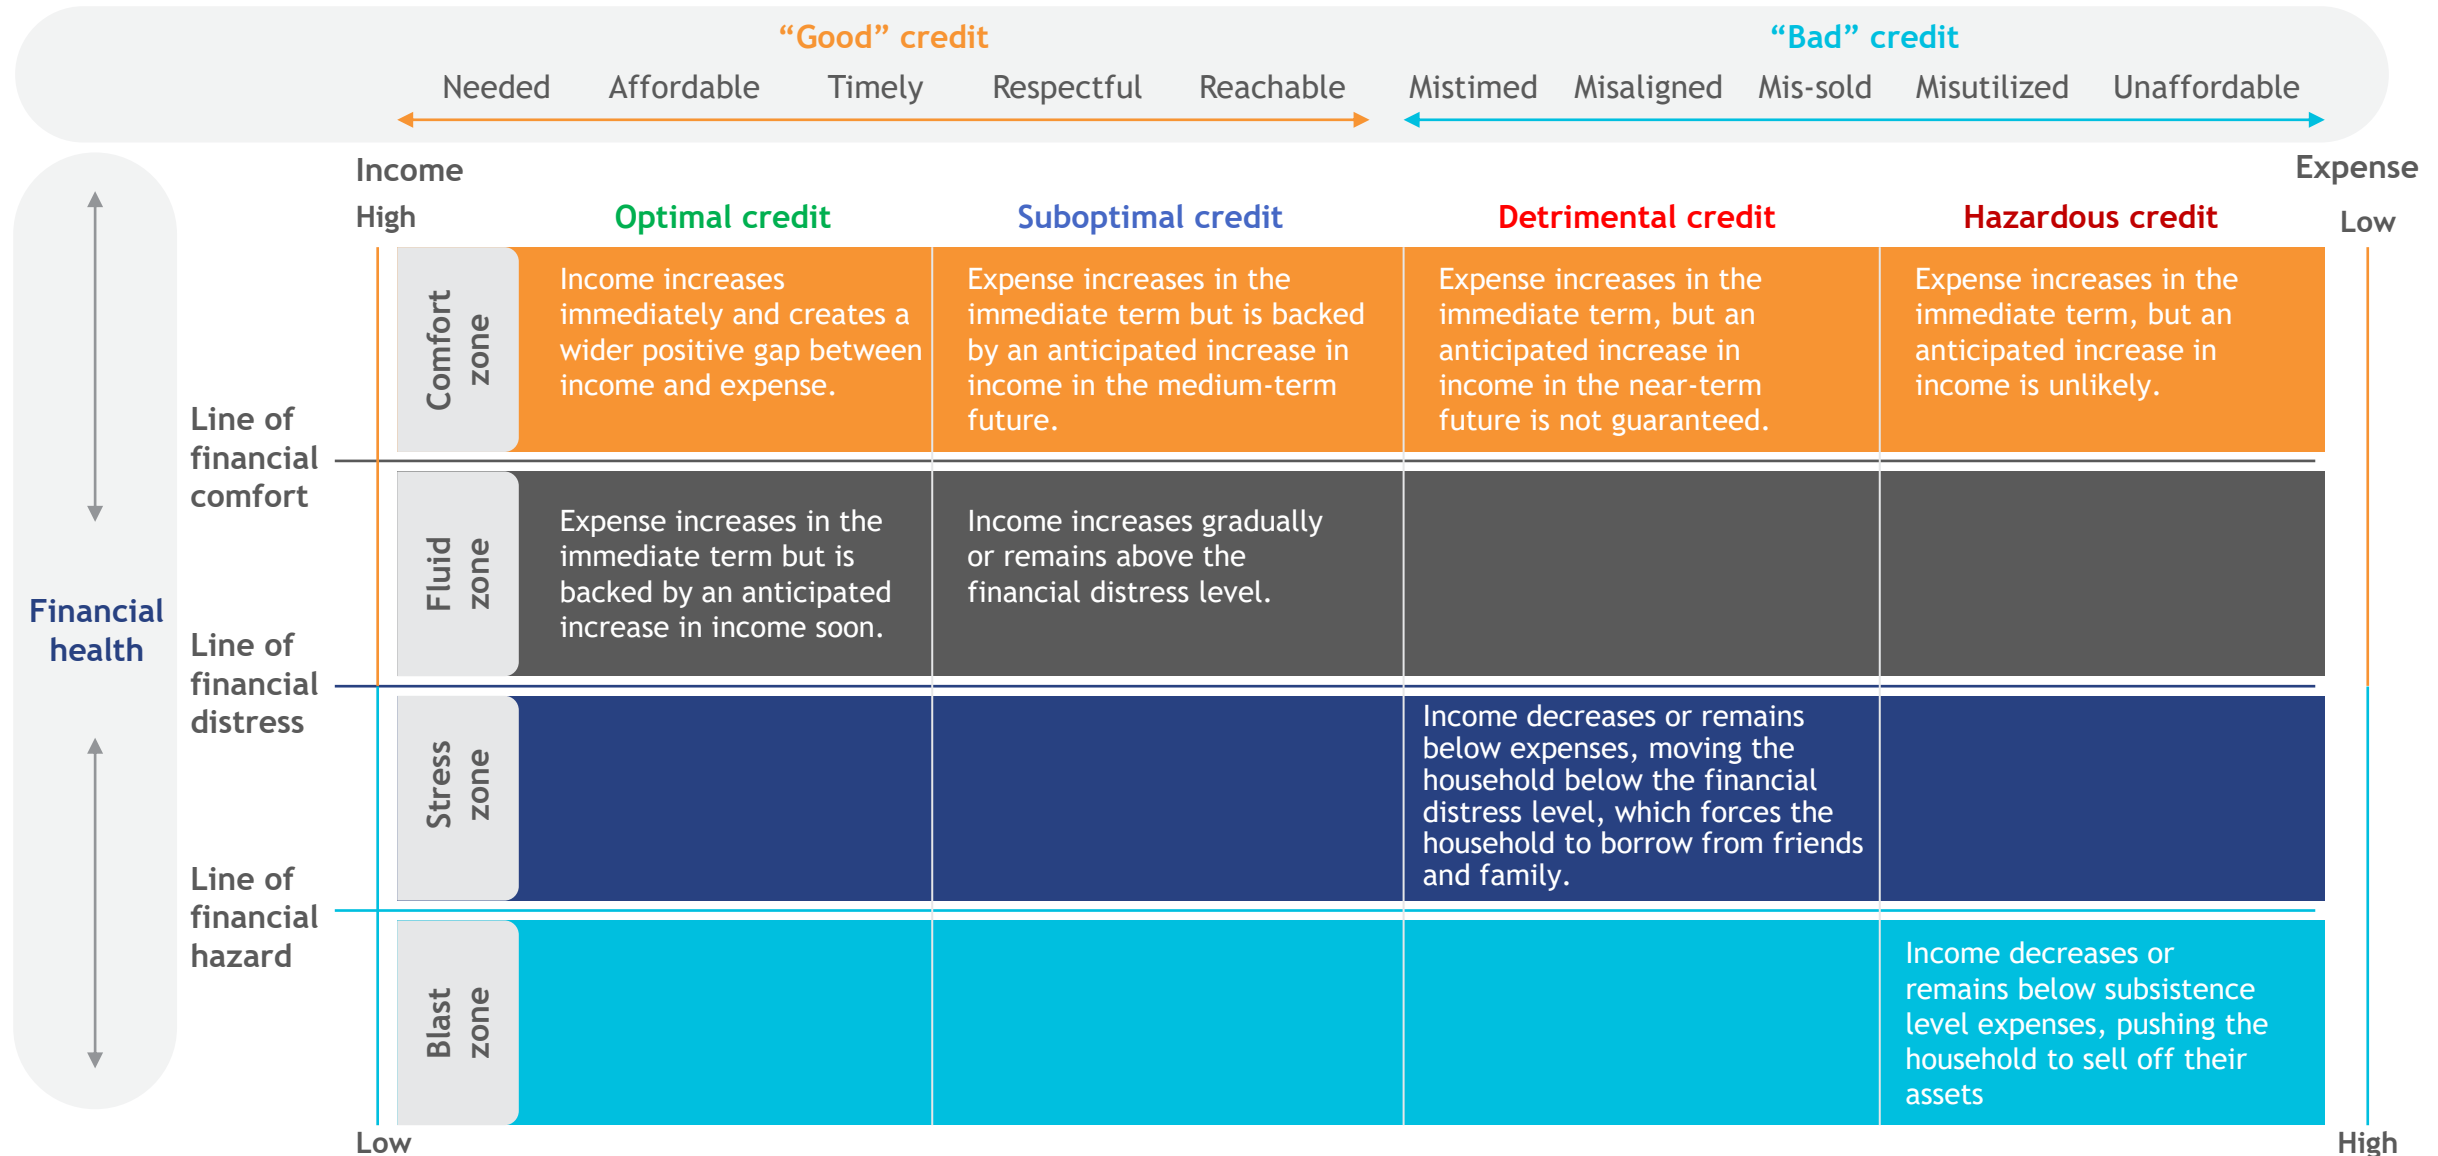 “Good” credit
“Bad” credit
Needed Affordable Timely Respectful Reachable
Mistimed Misaligned Mis-sold Misutilized Unaffordable
Income
High
Expense
Low
Optimal credit
Suboptimal credit
Detrimental credit
Hazardous credit
Comfort
zone
Income increases
immediately and creates a
wider positive gap between
income and expense.
Expense increases in the
immediate term but is backed
by an anticipated increase in
income in the medium-term
future.
Expense increases in the
immediate term, but an
anticipated increase in
income in the near-term
future is not guaranteed.
Expense increases in the
immediate term, but an
anticipated increase in
income is unlikely.
Line of
financial
comfort
Fluid
zone
Expense increases in the
immediate term but is
backed by an anticipated
increase in income soon.
Income increases gradually
or remains above the
financial distress level.
Financial
health
Line of
financial
distress
Stress
zone
Income decreases or remains
below expenses, moving the
household below the financial
distress level, which forces the
household to borrow from friends
and family.
Line of
financial
hazard
Blast
zone
Income decreases or
remains below subsistence
level expenses, pushing the
household to sell off their
assets
Low
High